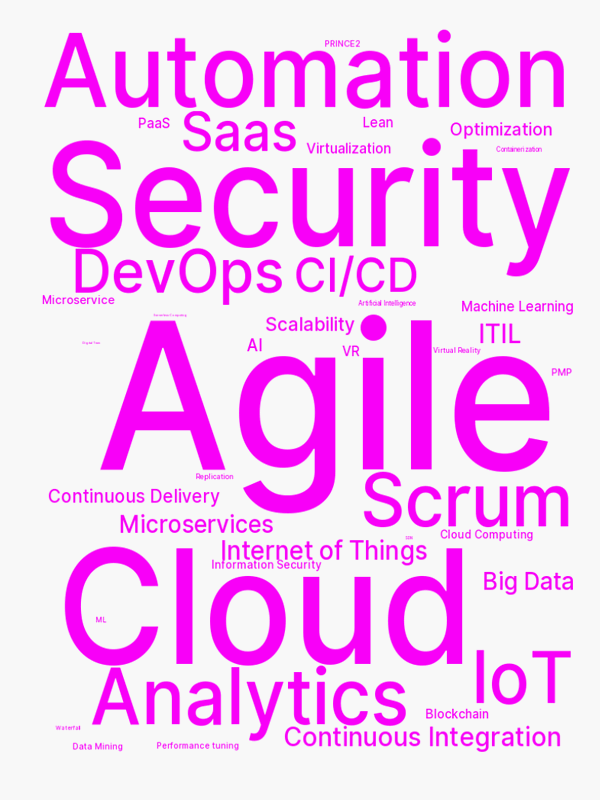 Automation
PRINCE2
PaaS
Saas
Lean
Optimization
Virtualization
Containerization
Security
DevOps
CI/CD
Microservice
Artificial Intelligence
Machine Learning
Scalability
ITIL
AI
VR
Virtual Reality
Agile
PMP
Replication
Continuous Delivery
Scrum
Microservices
Cloud Computing
Internet of Things
Information Security
Cloud
Big Data
ML
IoT
Analytics
Blockchain
Waterfall
Continuous Integration
Data Mining
Performance tuning